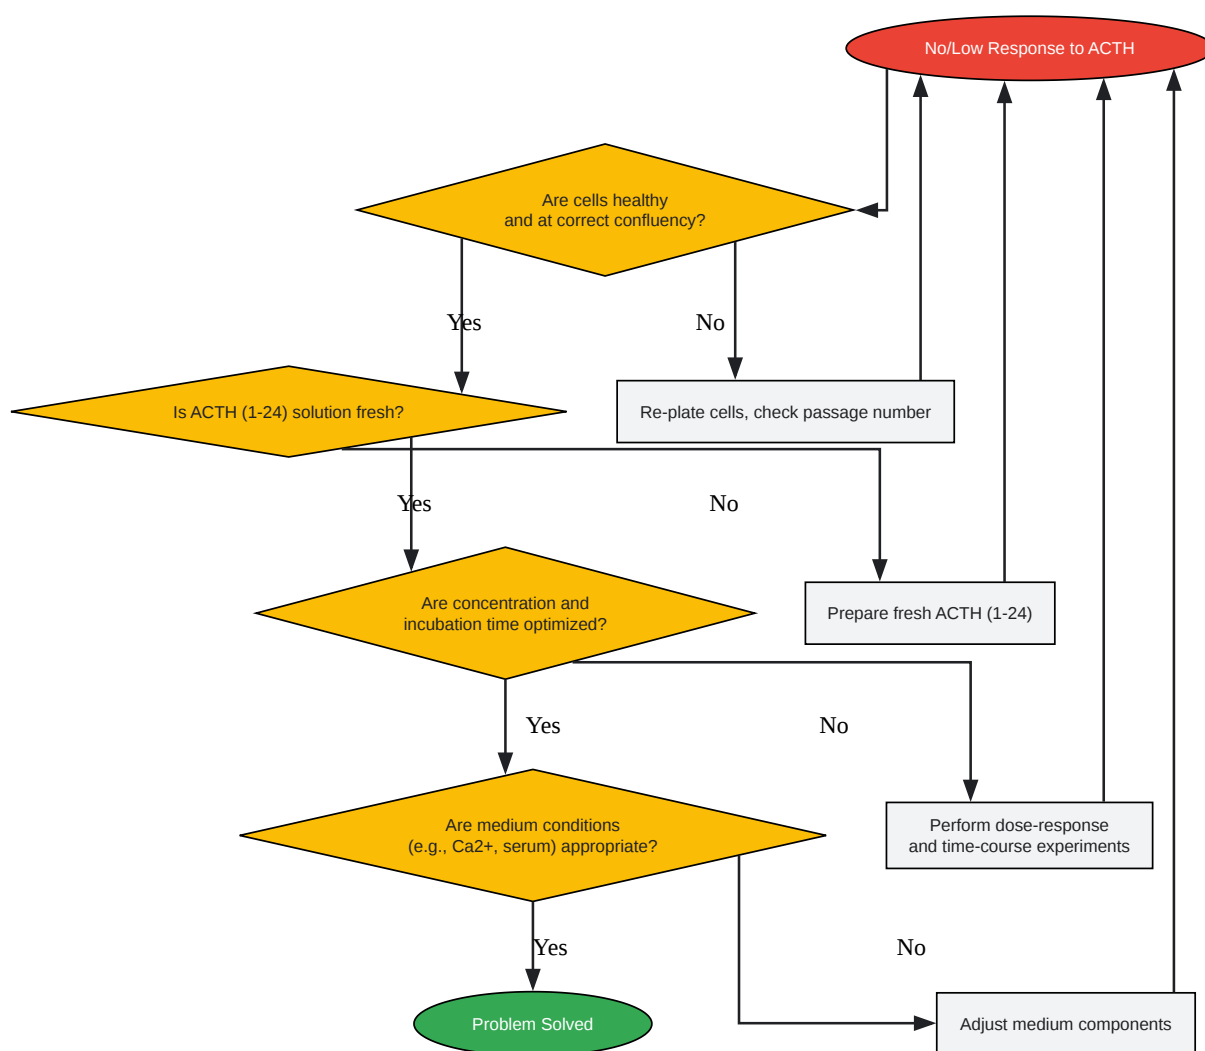 No/Low Response to ACTH
Are cells healthy
and at correct confluency?
Yes
No
Is ACTH (1-24) solution fresh?
Re-plate cells, check passage number
Yes
No
Are concentration and
incubation time optimized?
Prepare fresh ACTH (1-24)
Yes
No
Are medium conditions
(e.g., Ca2+, serum) appropriate?
Perform dose-response
and time-course experiments
Yes
No
Problem Solved
Adjust medium components